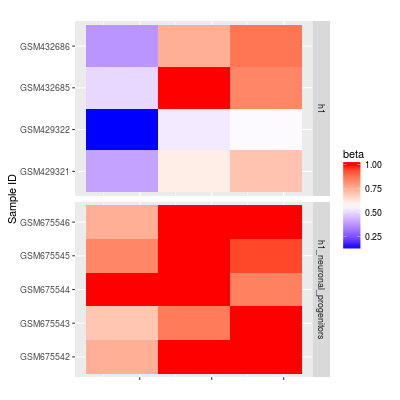 GSM432686
GSM432685
GSM429322
GSM429321
h1
GSM675546
GSM675545
GSM675544
GSM675543
GSM675542
h1_neuronal_progenitors
Sample ID
beta
1.00
0.75
0.50
0.25